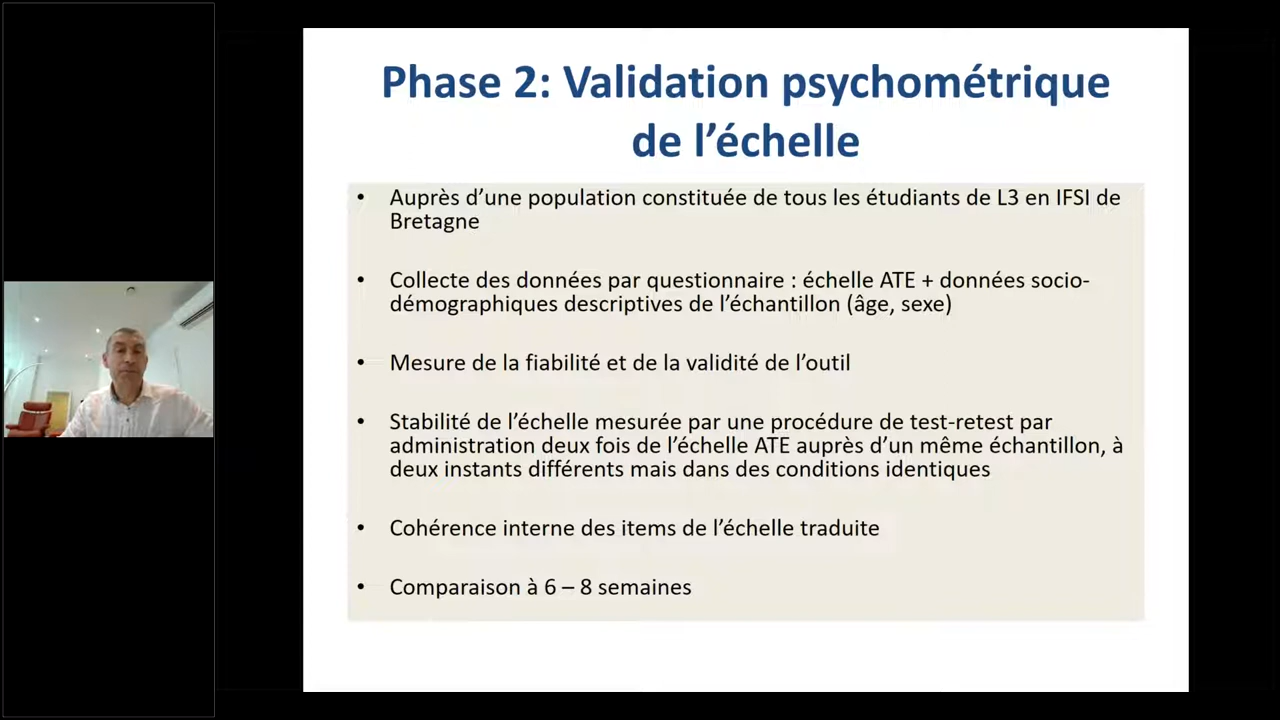 Phase 2: Validation psychométrique
de l’échelle
• Auprès d’une population constituée de tous les étudiants de L3 en IFSI de
Bretagne
• Collecte des données par questionnaire : échelle ATE + données socio-
démographiques descriptives de l’échantillon (âge, sexe)
• Mesure de la fiabilité et de la validité de l’outil
• Stabilité de l’échelle mesurée par une procédure de test-retest par
administration deux fois de l’échelle ATE auprès d’un même échantillon, à
deux instants différents mais dans des conditions identiques
• Cohérence interne des items de l’échelle traduite
• Comparaison à 6 – 8 semaines